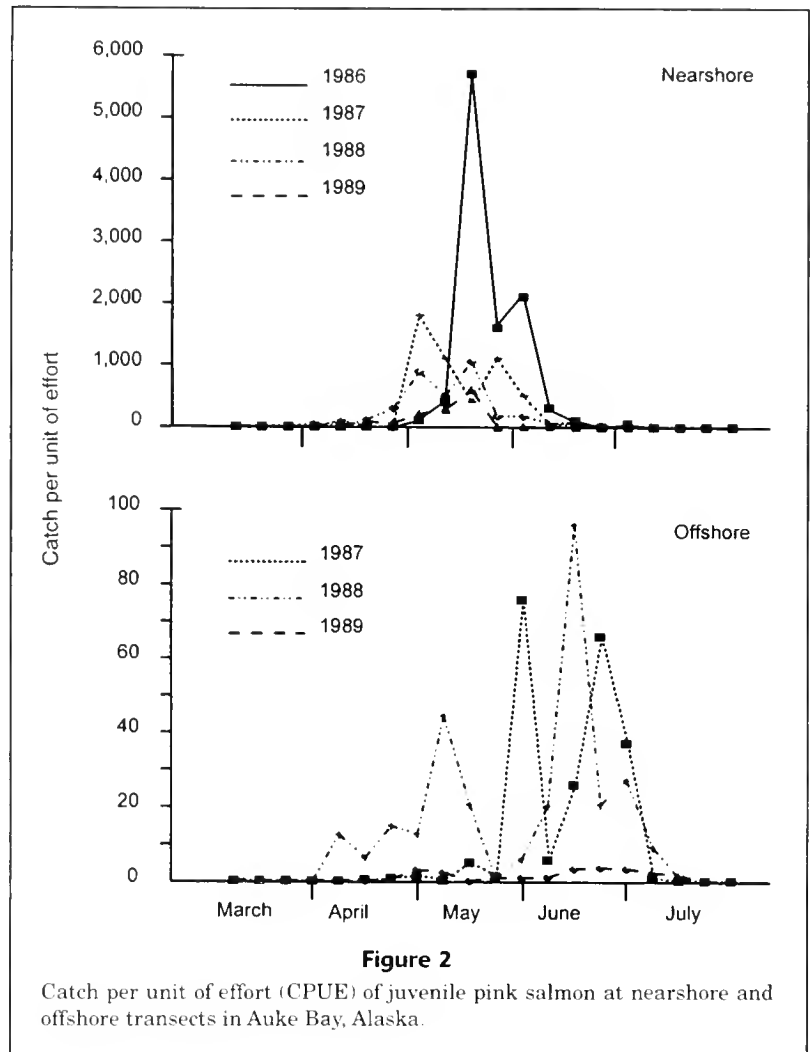 6,000
5,000
4,000
3,000
2,000
1,000
0
1986
1987
1988
1989
Nearshore
Catch per unit of effort
100
80
60
40
20
0
1987
1988
1989
Offshore
March April May June July
Figure 2
Catch per unit of effort (CPUE) of juvenile pink salmon at nearshore and
offshore transects in Auke Bay, Alaska.